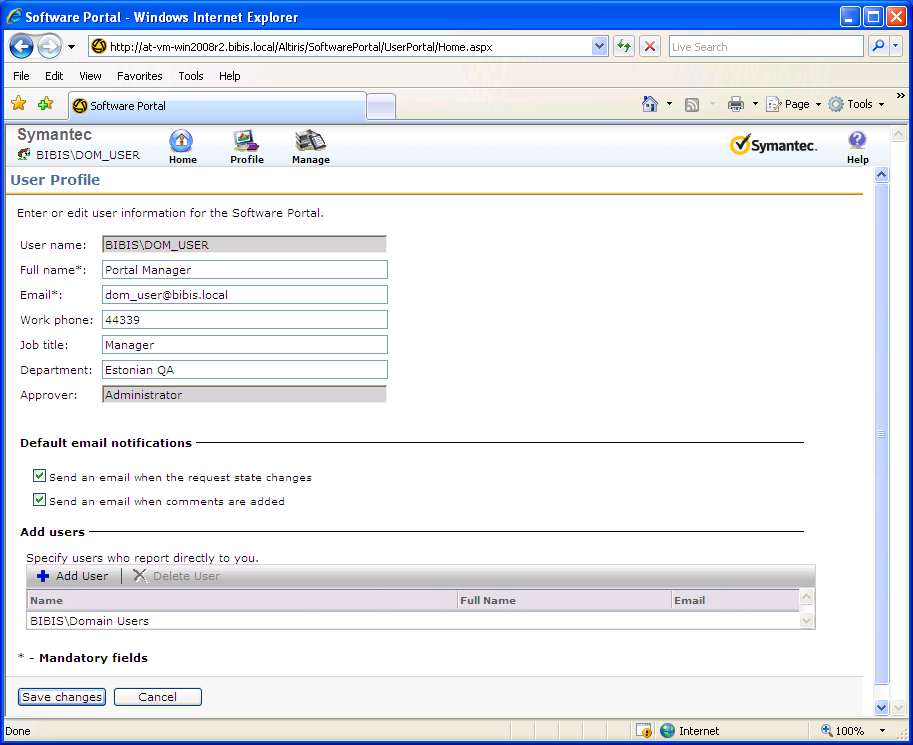 Software Portal - Windows Internet Explorer
http://at-vm-win2008r2.bibis.local/Altiris/SoftwarePortal/UserPortal/Home.aspx
Live Search
File Edit View Favorites Tools Help
Software Portal
Page Tools »
Symantec
BIBIS\DOM_USER
Home Profile Manage
Symantec.
Help
User Profile
Enter or edit user information for the Software Portal.
User name: BIBIS\DOM_USER
Full name*: Portal Manager
Email*: dom_user@bibis.local
Work phone: 44339
Job title: Manager
Department: Estonian QA
Approver: Administrator
Default email notifications
Send an email when the request state changes
Send an email when comments are added
Add users
Specify users who report directly to you.
Add User Delete User
Name Full Name Email
BIBIS\Domain Users
* - Mandatory fields
Save changes Cancel
Done Internet 100%